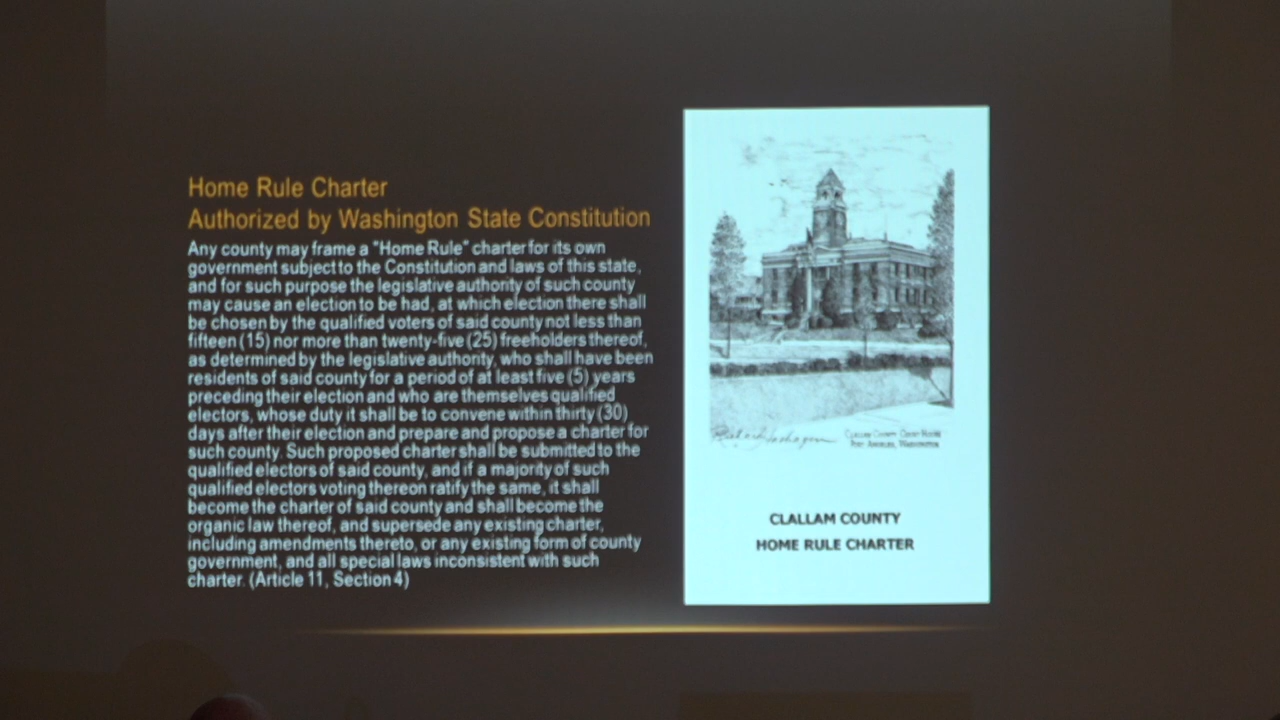 Home Rule Charter
Authorized by Washington State Constitution
Any county may frame a "Home Rule" charter for its own
government subject to the Constitution and laws of this state,
and for such purpose the legislative authority of such county
may cause an election to be had, at which election there shall
be chosen by the qualified voters of said county not less than
fifteen (15) nor more than twenty-five (25) freeholders thereof,
as determined by the legislative authority, who shall have been
residents of said county for a period of at least five (5) years
preceding their election and who are themselves qualified
electors, whose duty it shall be to convene within thirty (30)
days after their election and prepare and propose a charter for
such county. Such proposed charter shall be submitted to the
qualified electors of said county, and if a majority of such
qualified electors voting thereon ratify the same, it shall
become the charter of said county and shall become the
organic law thereof, and supersede any existing charter,
including amendments thereto, or any existing form of county
government, and all special laws inconsistent with such
charter. (Article 11, Section 4)
Clallam County Court House
Port Angeles, Washington
CLALLAM COUNTY
HOME RULE CHARTER